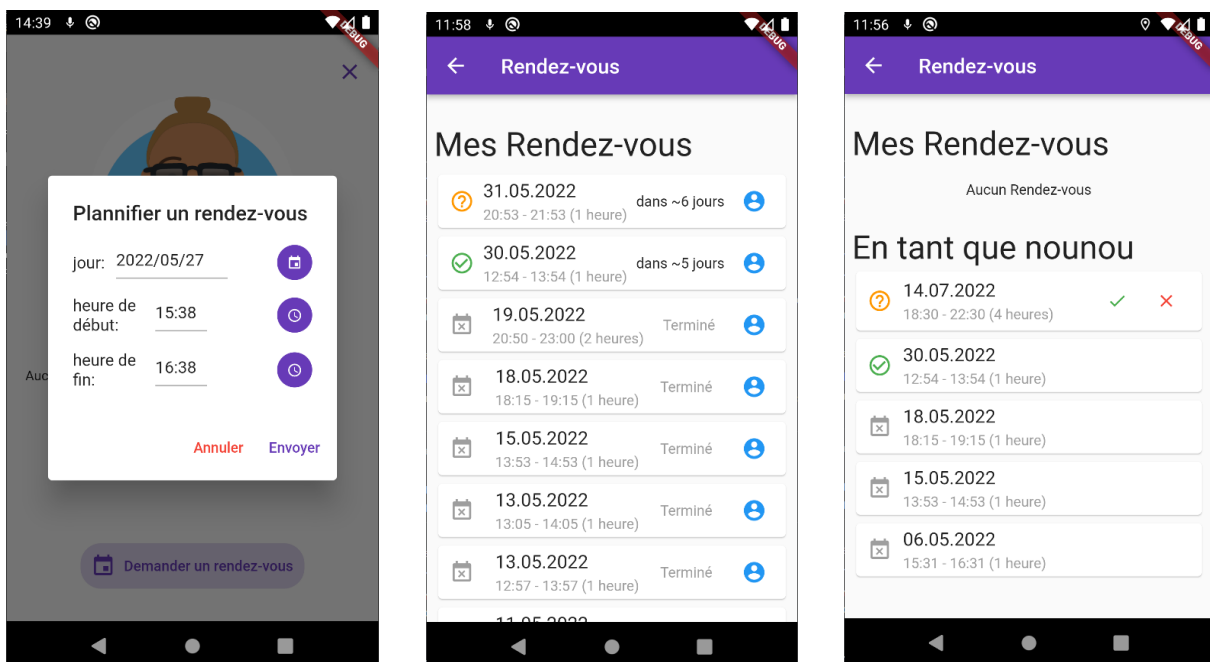 14:39
DEBUG
Plannifier un rendez-vous
jour: 2022/05/27
heure de début: 15:38
heure de fin: 16:38
Auc
Annuler Envoyer
Demander un rendez-vous
11:58
DEBUG
Rendez-vous
Mes Rendez-vous
31.05.2022
20:53 - 21:53 (1 heure)
dans ~6 jours
30.05.2022
12:54 - 13:54 (1 heure)
dans ~5 jours
19.05.2022
20:50 - 23:00 (2 heures)
Terminé
18.05.2022
18:15 - 19:15 (1 heure)
Terminé
15.05.2022
13:53 - 14:53 (1 heure)
Terminé
13.05.2022
13:05 - 14:05 (1 heure)
Terminé
13.05.2022
12:57 - 13:57 (1 heure)
Terminé
11.05.2022
11:56
DEBUG
Rendez-vous
Mes Rendez-vous
Aucun Rendez-vous
En tant que nounou
14.07.2022
18:30 - 22:30 (4 heures)
30.05.2022
12:54 - 13:54 (1 heure)
18.05.2022
18:15 - 19:15 (1 heure)
15.05.2022
13:53 - 14:53 (1 heure)
06.05.2022
15:31 - 16:31 (1 heure)